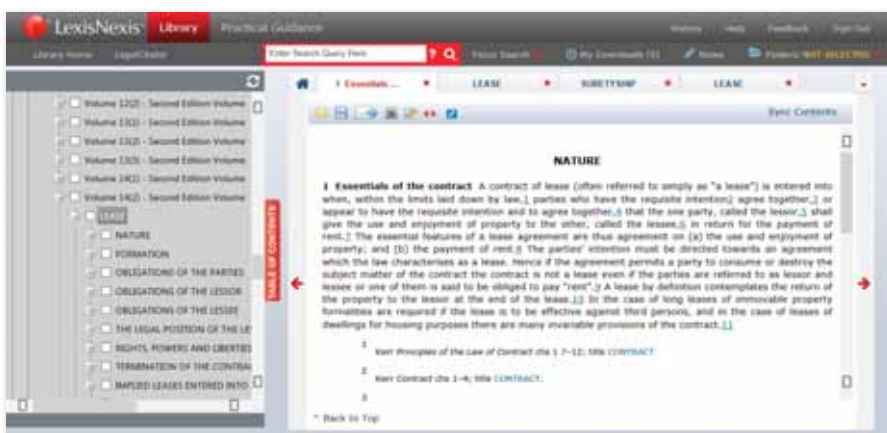 LexisNexis® Library Practical Guidance
History Help Feedback Sign Out
Library Home LegalCitator Enter Search Query Here ? Focus Search My Downloads Notes Folders NOT SELECTED
1 Essentials ... LEASE SURETYSHIP LEASE
Sync Contents
Volume 12(2) - Second Edition Volume
Volume 13(1) - Second Edition Volume
Volume 14(1) - Second Edition Volume
Volume 14(2) - Second Edition Volume
LEASE
NATURE
FORMATION
OBLIGATIONS OF THE PARTIES
OBLIGATIONS OF THE LESSOR
OBLIGATIONS OF THE LESSEE
THE LEGAL POSITION OF THE LE
RIGHTS, POWERS AND LIBERTIES
TERMINATION OF THE CONTRA
IMPLIED LEASES ENTERED INTO
TABLE OF CONTENTS
NATURE
1 Essentials of the contract A contract of lease (often referred to simply as "a lease") is entered into
when, within the limits laid down by law,1 parties who have the requisite intention2 agree together,3 or
appear to have the requisite intention and to agree together,4 that the one party, called the lessor,5 shall
give the use and enjoyment of property to the other, called the lessee,6 in return for the payment of
rent.7 The essential features of a lease agreement are thus agreement on (a) the use and enjoyment of
property; and (b) the payment of rent.8 The parties' intention must be directed towards an agreement
which the law characterises as a lease. Hence if the agreement permits a party to consume or destroy the
subject matter of the contract the contract is not a lease even if the parties are referred to as lessor and
lessee or one of them is said to be obliged to pay "rent".9 A lease by definition contemplates the return of
the property to the lessor at the end of the lease.10 In the case of long leases of immovable property
formalities are required if the lease is to be effective against third persons, and in the case of leases of
dwellings for housing purposes there are many invariable provisions of the contract.11
1
Kerr Principles of the Law of Contract chs 1 7–12; title CONTRACT.
2
Kerr Contract chs 1–4; title CONTRACT.
3
^ Back to Top